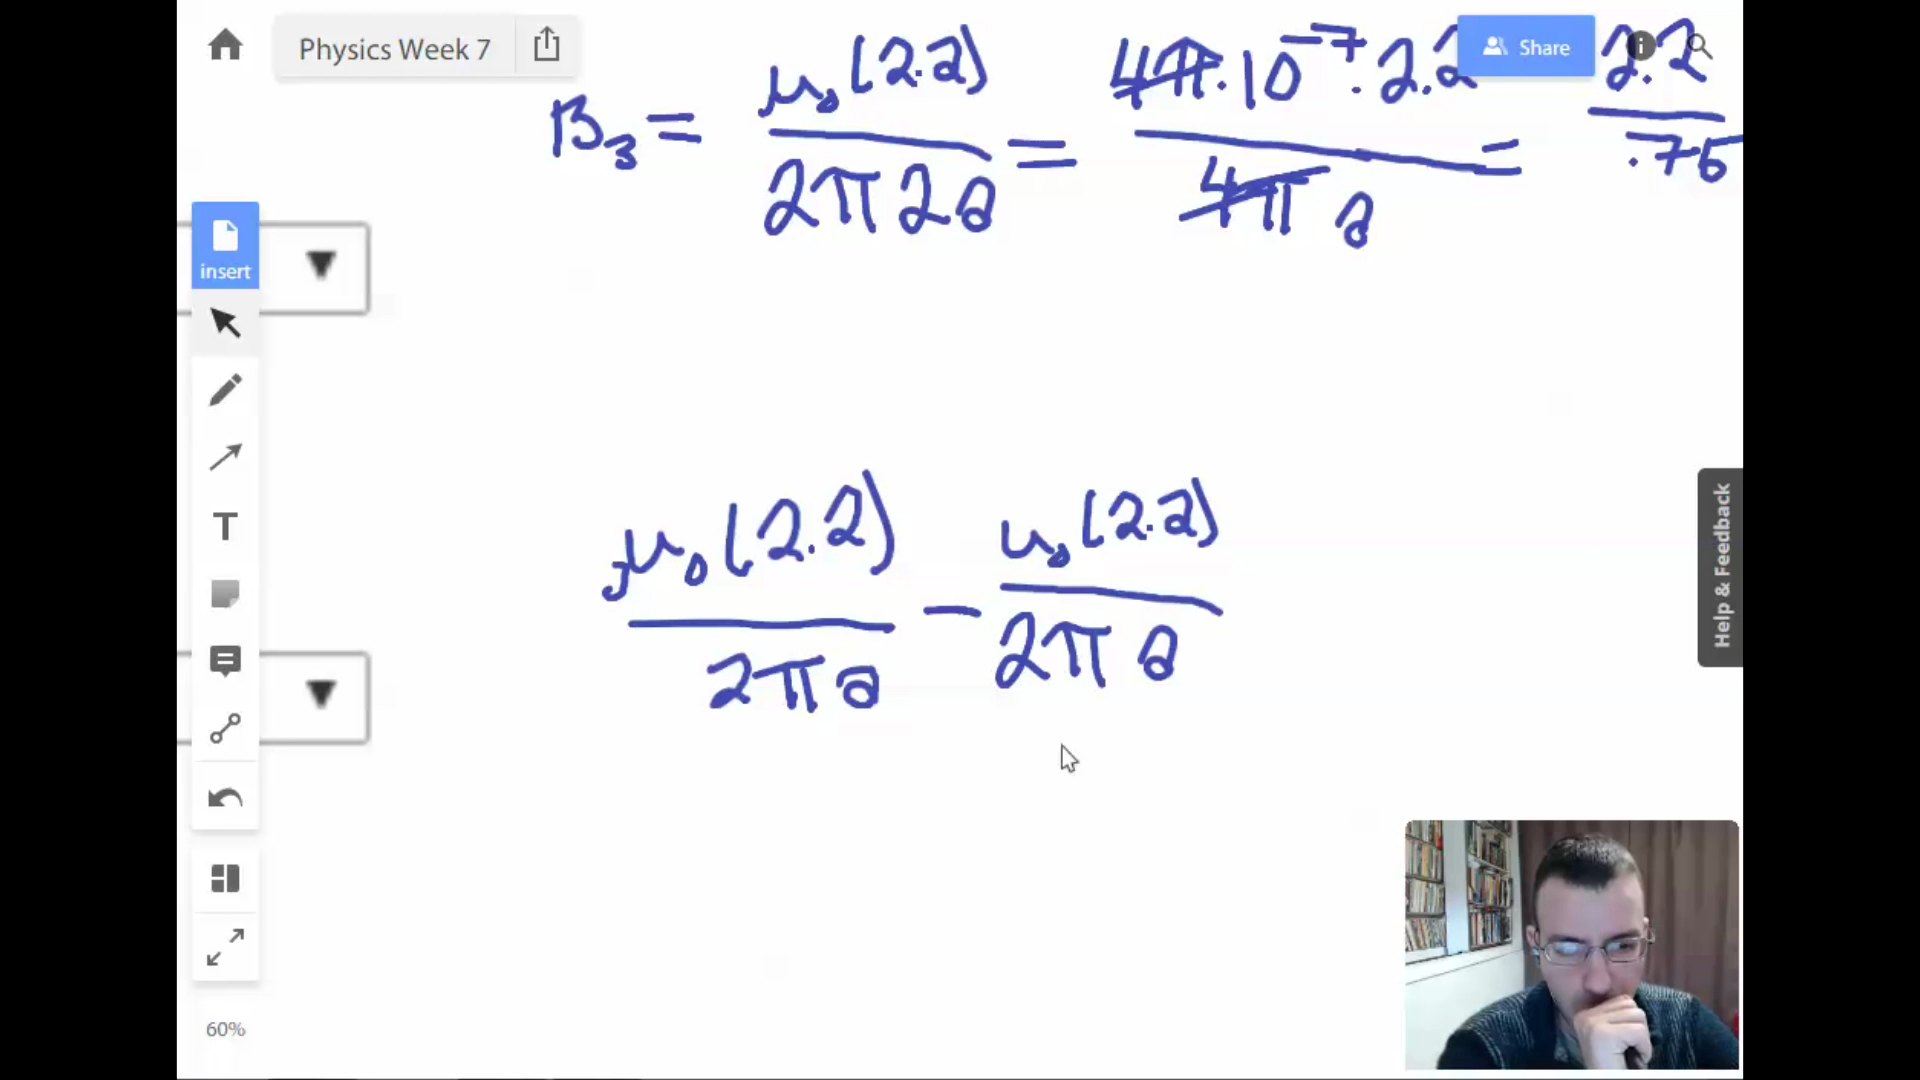 Physics Week 7
Share
B₃ = μ₀(2.2) / 2π2a = 4π·10⁻⁷·2.2 / 4π a = 2.2 / .75
insert
μ₀(2.2) / 2πa − μ₀(2.2) / 2πa
T
Help & Feedback
60%